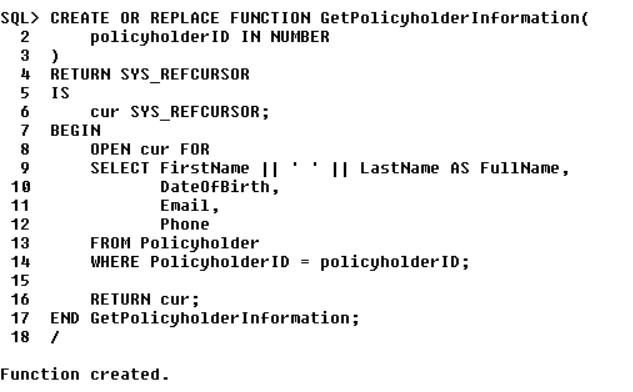 SQL> CREATE OR REPLACE FUNCTION GetPolicyholderInformation(
  2      policyholderID IN NUMBER
  3  )
  4  RETURN SYS_REFCURSOR
  5  IS
  6      cur SYS_REFCURSOR;
  7  BEGIN
  8      OPEN cur FOR
  9      SELECT FirstName || ' ' || LastName AS FullName,
 10             DateOfBirth,
 11             Email,
 12             Phone
 13      FROM Policyholder
 14      WHERE PolicyholderID = policyholderID;
 15
 16      RETURN cur;
 17  END GetPolicyholderInformation;
 18  /
Function created.